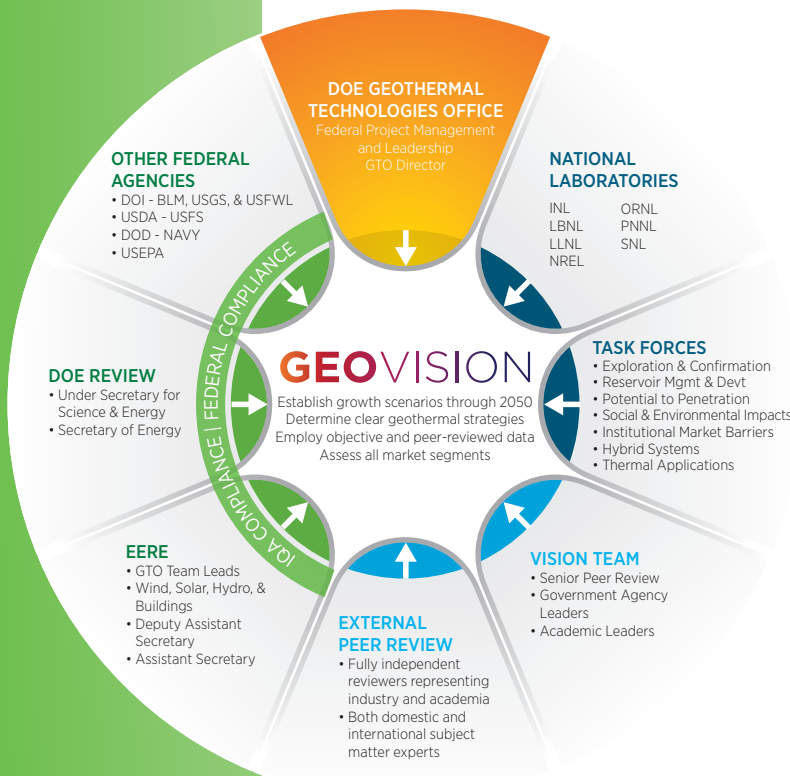 DOE GEOTHERMAL
TECHNOLOGIES OFFICE
Federal Project Management
and Leadership
GTO Director
NATIONAL
LABORATORIES
INL
LBNL
LLNL
NREL
ORNL
PNNL
SNL
TASK FORCES
• Exploration & Confirmation
• Reservoir Mgmt & Devt
• Potential to Penetration
• Social & Environmental Impacts
• Institutional Market Barriers
• Hybrid Systems
• Thermal Applications
VISION TEAM
• Senior Peer Review
• Government Agency
Leaders
• Academic Leaders
EXTERNAL
PEER REVIEW
• Fully independent
reviewers representing
industry and academia
• Both domestic and
international subject
matter experts
EERE
• GTO Team Leads
• Wind, Solar, Hydro, &
Buildings
• Deputy Assistant
Secretary
• Assistant Secretary
DOE REVIEW
• Under Secretary for
Science & Energy
• Secretary of Energy
OTHER FEDERAL
AGENCIES
• DOI - BLM, USGS, & USFWL
• USDA - USFS
• DOD - NAVY
• USEPA
IQA COMPLIANCE | FEDERAL COMPLIANCE
GEOVISION
Establish growth scenarios through 2050
Determine clear geothermal strategies
Employ objective and peer-reviewed data
Assess all market segments